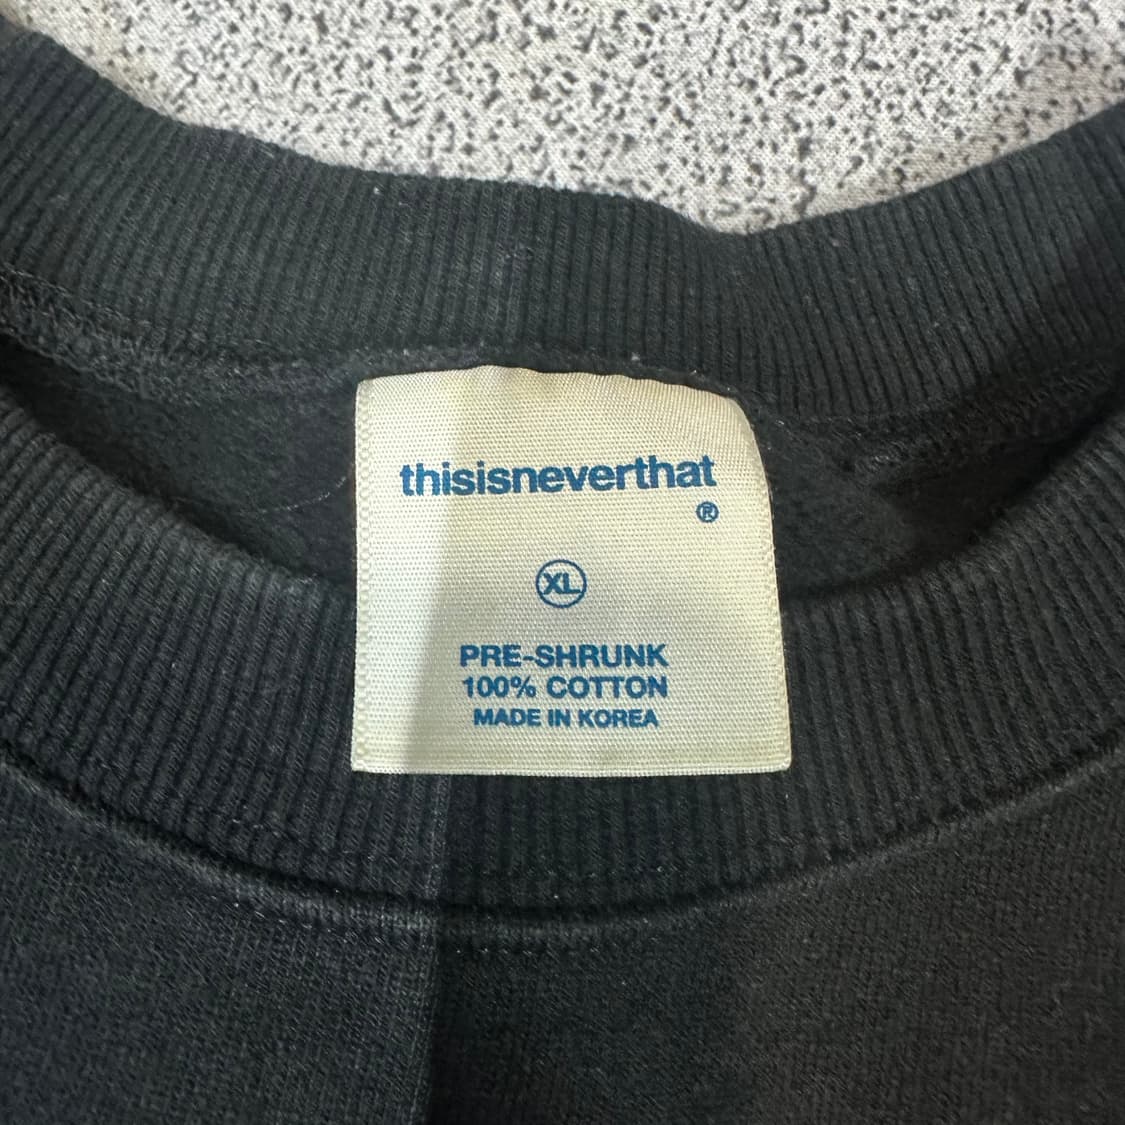 thisisneverthat
®
XL
PRE-SHRUNK
100% COTTON
MADE IN KOREA